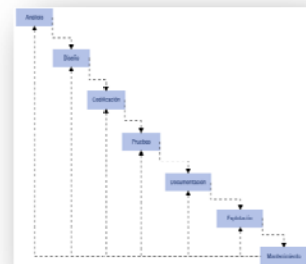 Análisis
Diseño
Codificación
Pruebas
Documentación
Explotación
Mantenimiento